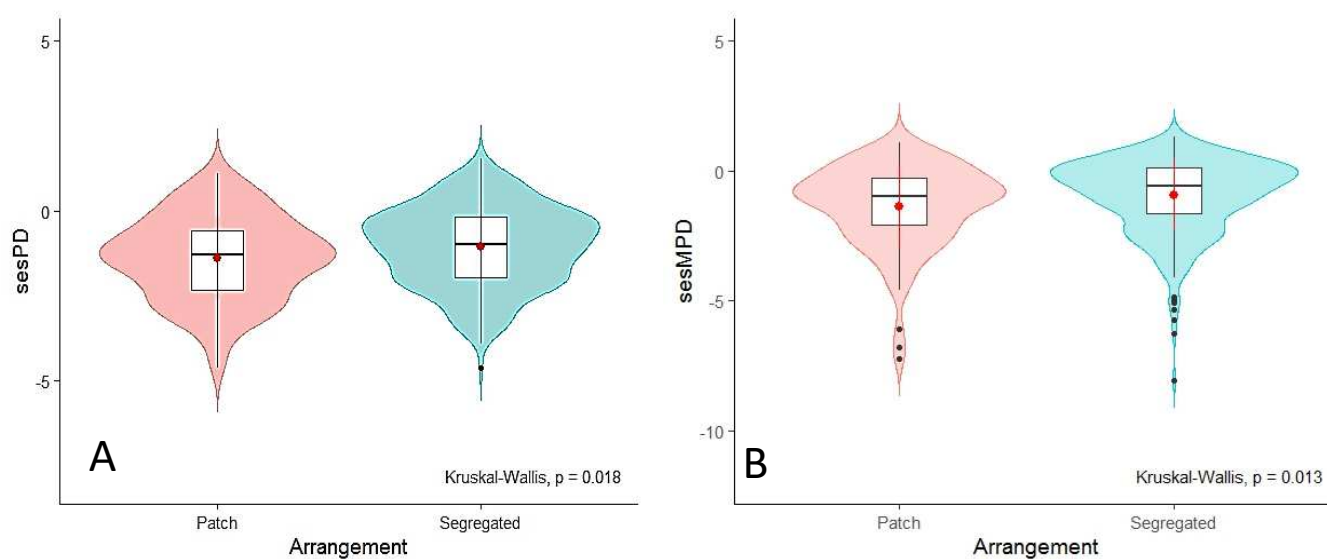 5
0
-5
sesPD
A
Kruskal-Wallis, p = 0.018
Patch
Segregated
Arrangement
5
0
-5
-10
sesMPD
B
Kruskal-Wallis, p = 0.013
Patch
Segregated
Arrangement